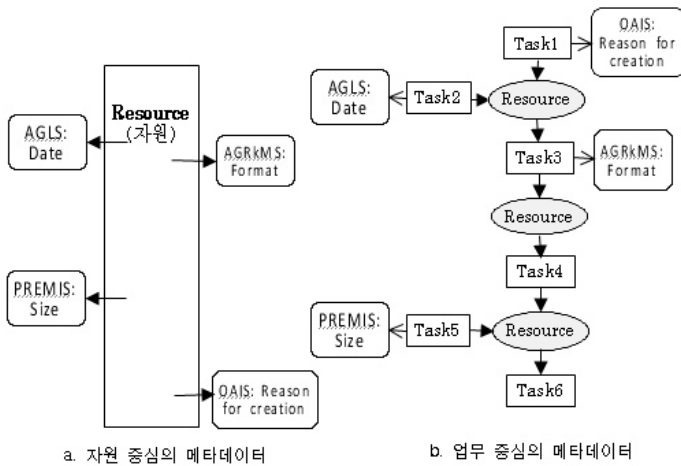 Resource
(자원)
AGLS:
Date
AGRkMS:
Format
PREMIS:
Size
OAIS: Reason
for creation
a. 자원 중심의 메타데이터
Task1
OAIS:
Reason for
creation
AGLS:
Date
Task2
Resource
Task3
AGRkMS:
Format
Resource
Task4
PREMIS:
Size
Task5
Resource
Task6
b. 업무 중심의 메타데이터